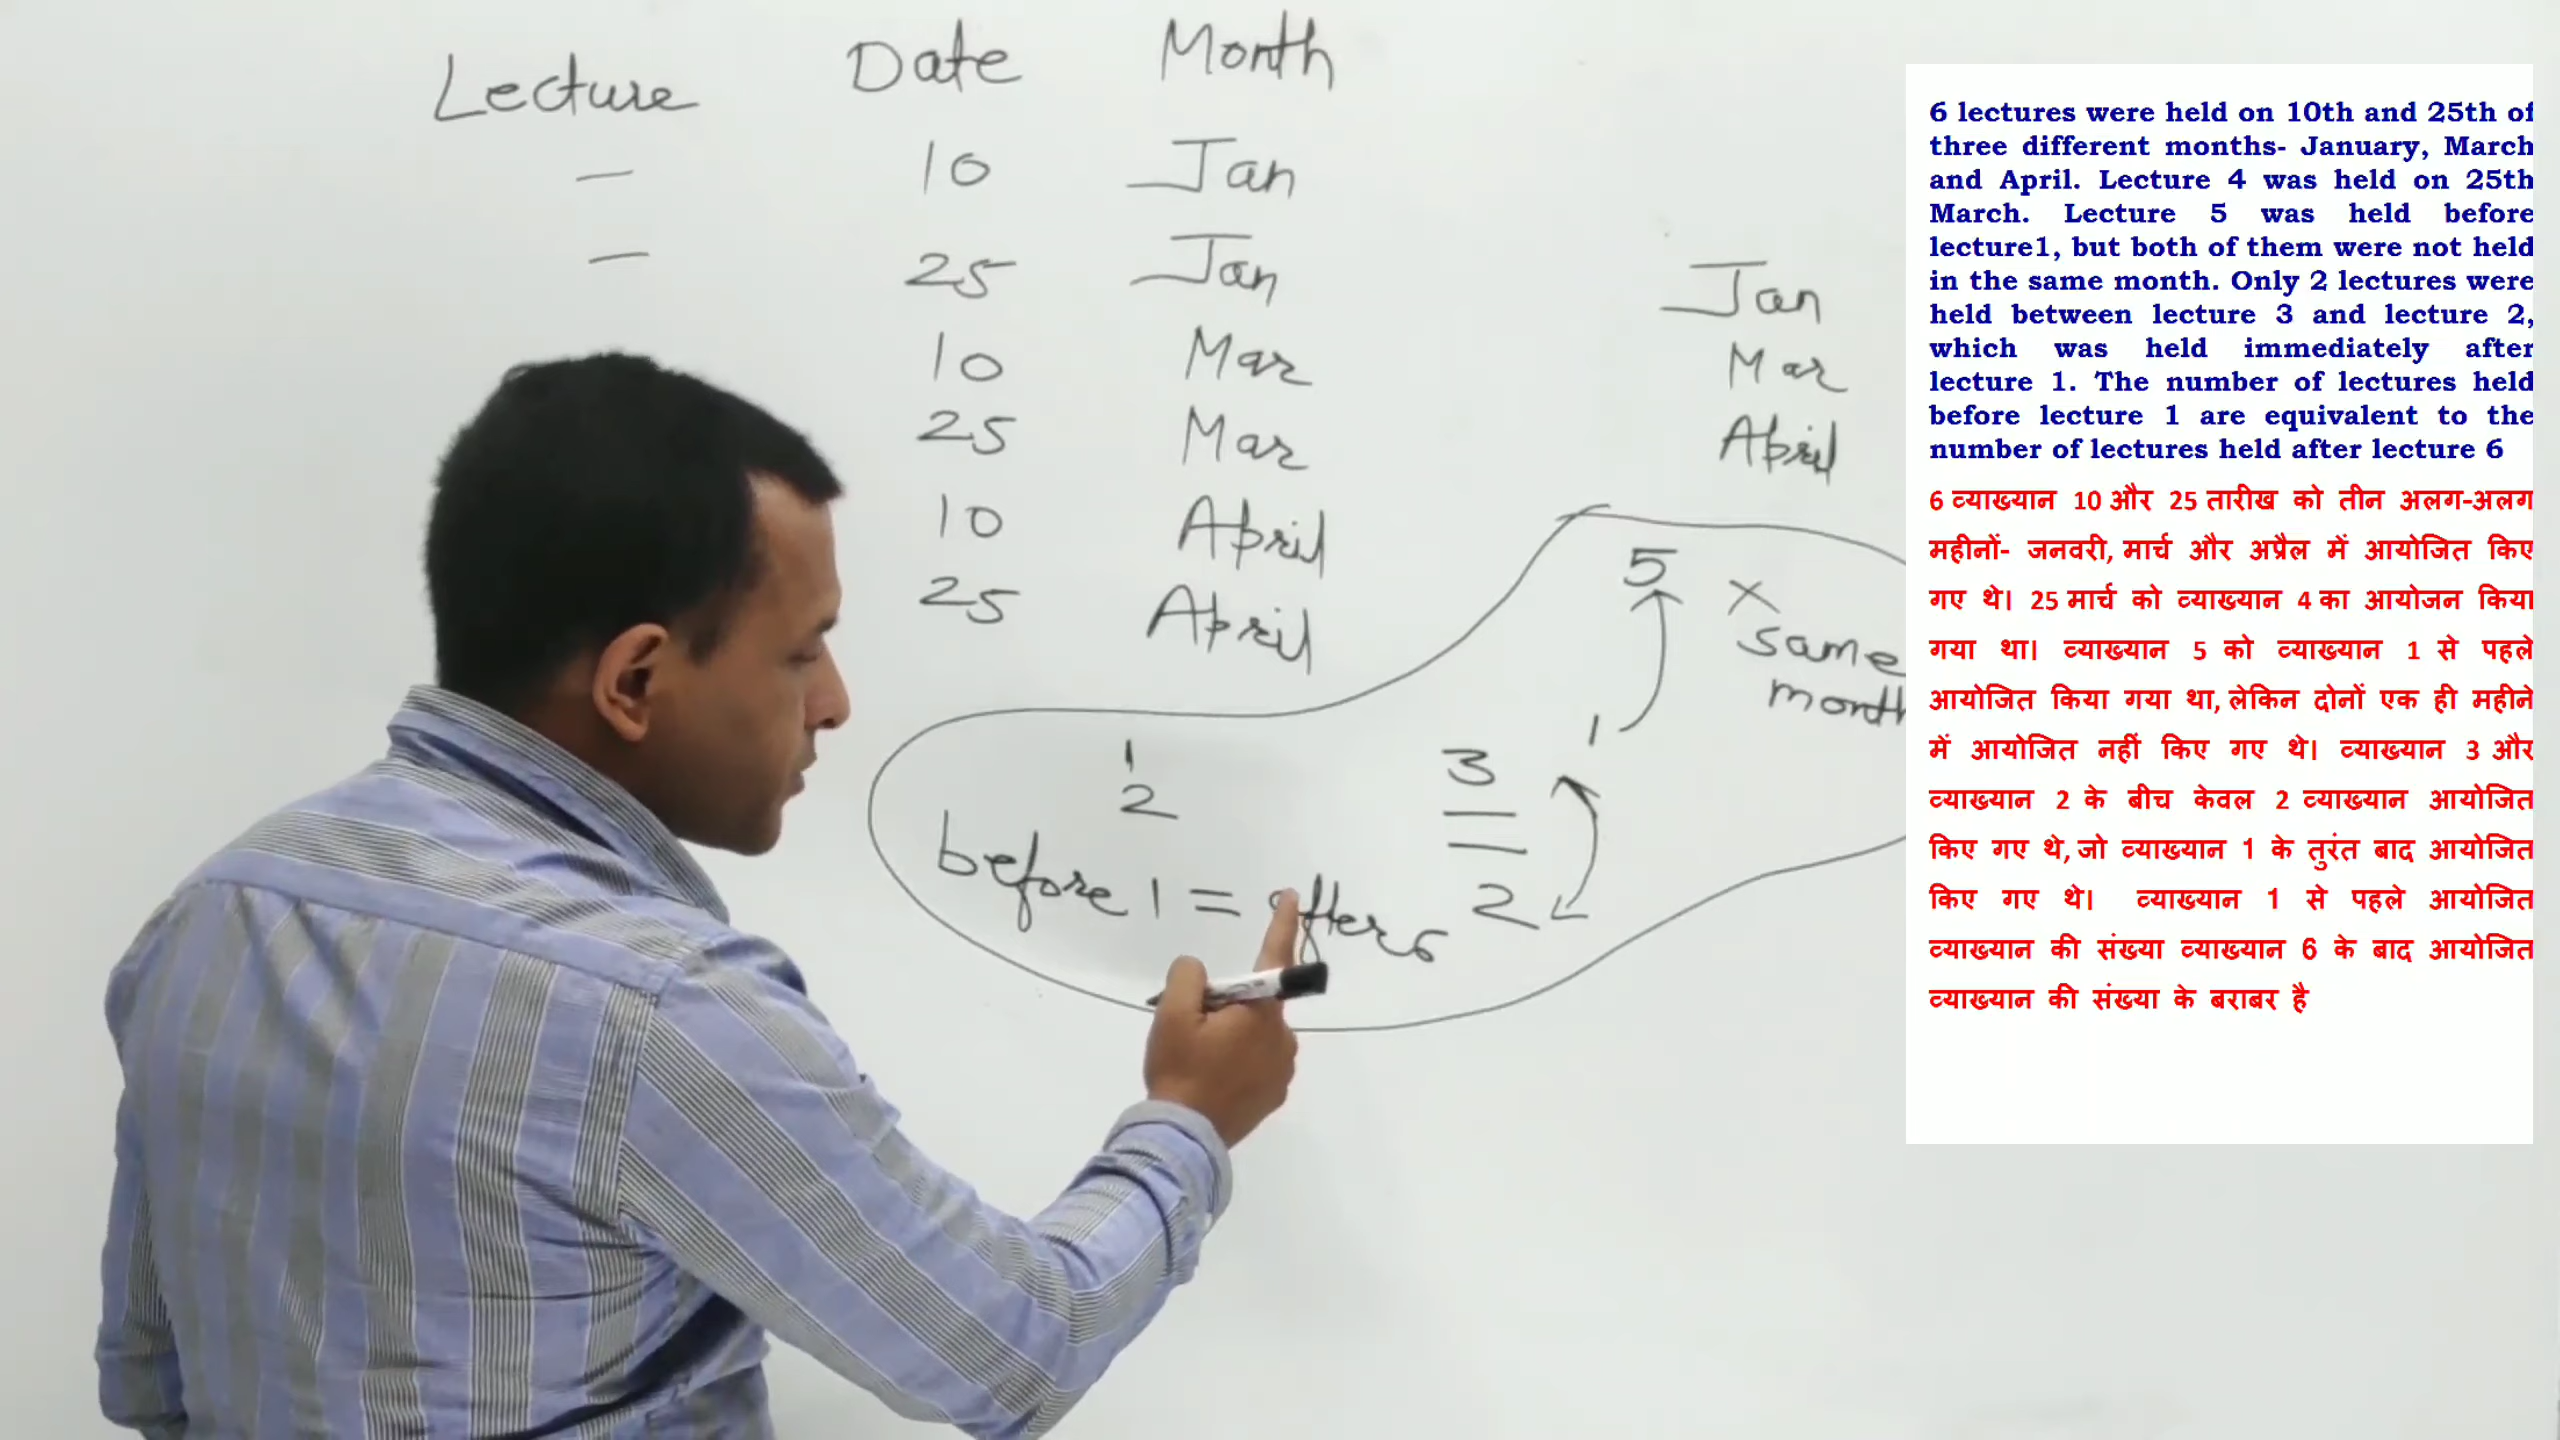 Lecture Date Month
— 10 Jan
— 25 Jan
10 Mar
25 Mar
10 April
25 April
Jan
Mar
April
5 × same month
1
1
2
before 1 = after 6
3
2
6 lectures were held on 10th and 25th of
three different months- January, March
and April. Lecture 4 was held on 25th
March. Lecture 5 was held before
lecture1, but both of them were not held
in the same month. Only 2 lectures were
held between lecture 3 and lecture 2,
which was held immediately after
lecture 1. The number of lectures held
before lecture 1 are equivalent to the
number of lectures held after lecture 6
6 व्याख्यान 10 और 25 तारीख को तीन अलग-अलग
महीनों- जनवरी, मार्च और अप्रैल में आयोजित किए
गए थे। 25 मार्च को व्याख्यान 4 का आयोजन किया
गया था। व्याख्यान 5 को व्याख्यान 1 से पहले
आयोजित किया गया था, लेकिन दोनों एक ही महीने
में आयोजित नहीं किए गए थे। व्याख्यान 3 और
व्याख्यान 2 के बीच केवल 2 व्याख्यान आयोजित
किए गए थे, जो व्याख्यान 1 के तुरंत बाद आयोजित
किए गए थे। व्याख्यान 1 से पहले आयोजित
व्याख्यान की संख्या व्याख्यान 6 के बाद आयोजित
व्याख्यान की संख्या के बराबर है